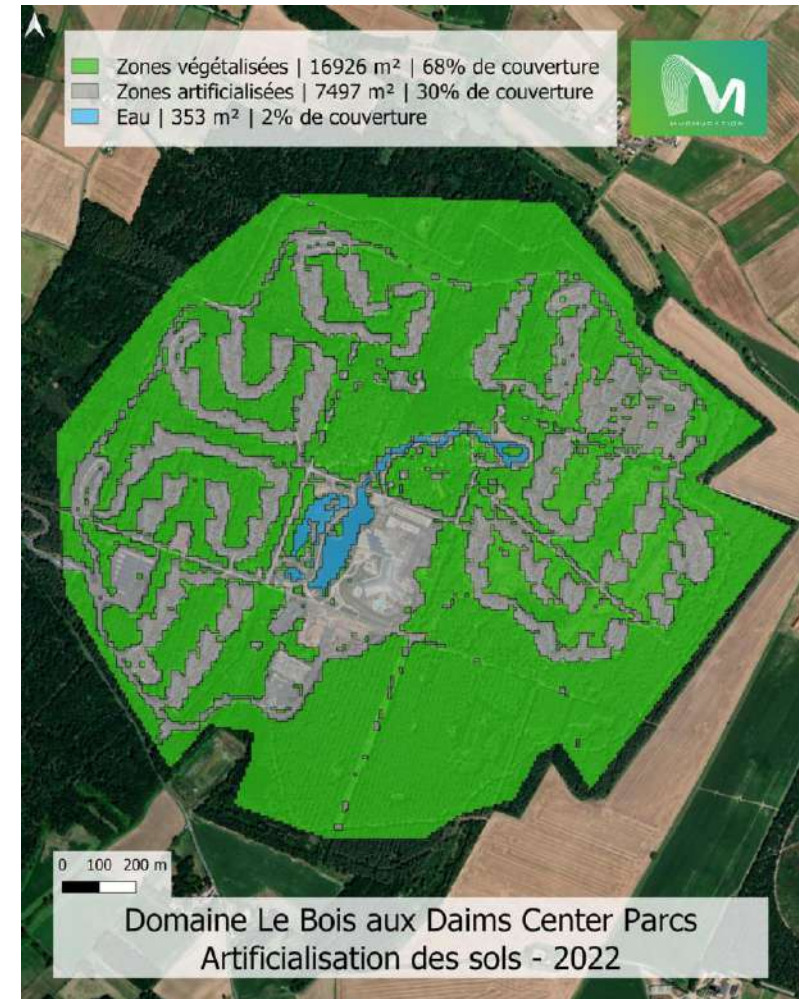 Zones végétalisées | 16926 m² | 68% de couverture
Zones artificialisées | 7497 m² | 30% de couverture
Eau | 353 m² | 2% de couverture
0 100 200 m
Domaine Le Bois aux Daims Center Parcs
Artificialisation des sols - 2022